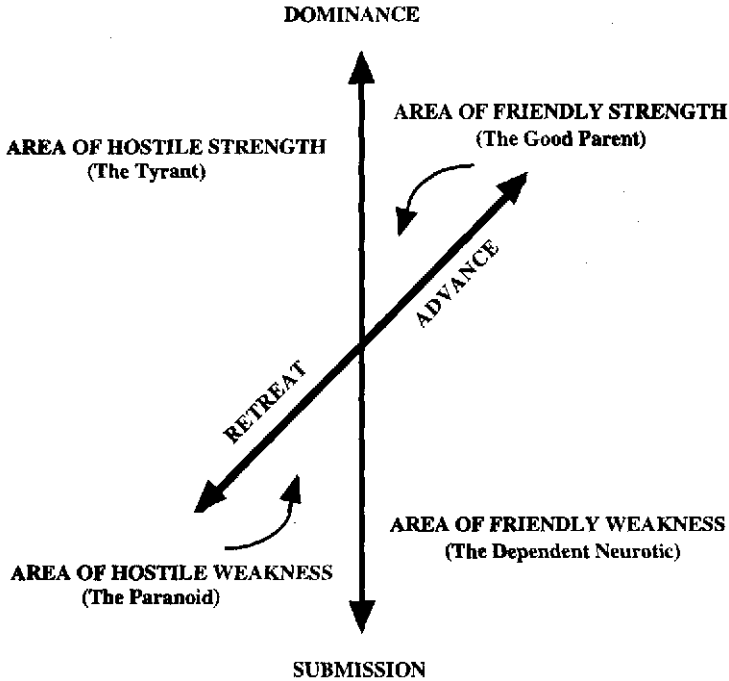 DOMINANCE
AREA OF FRIENDLY STRENGTH
(The Good Parent)
AREA OF HOSTILE STRENGTH
(The Tyrant)
ADVANCE
RETREAT
AREA OF FRIENDLY WEAKNESS
(The Dependent Neurotic)
AREA OF HOSTILE WEAKNESS
(The Paranoid)
SUBMISSION